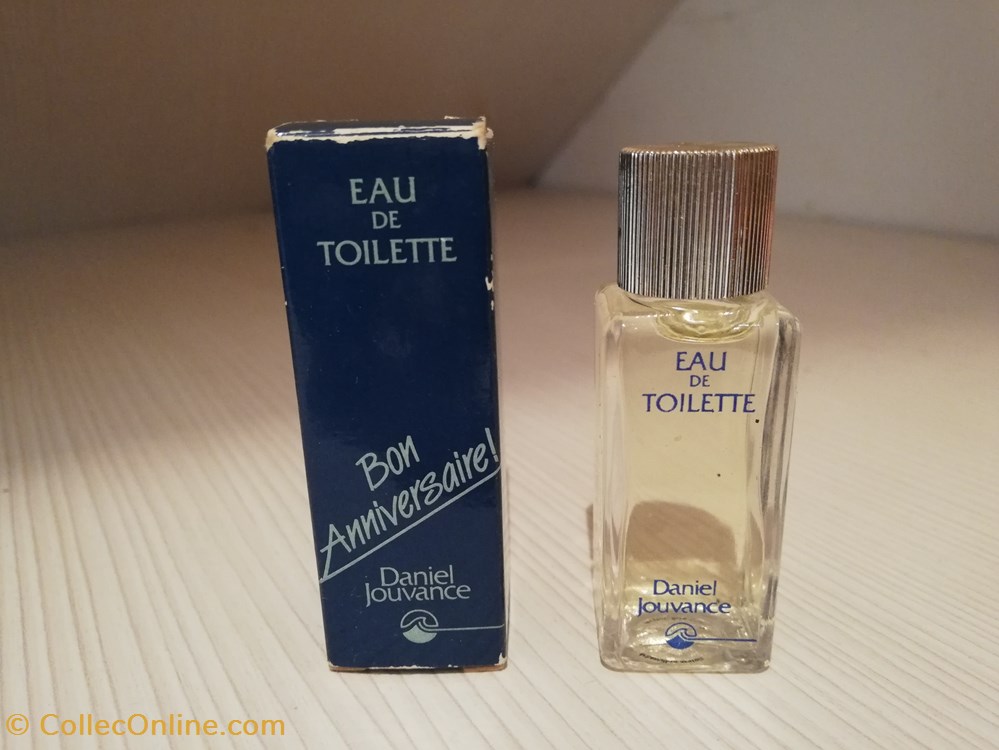 EAU
DE
TOILETTE
Bon
Anniversaire!
Daniel
Jouvance
EAU
DE
TOILETTE
Daniel
Jouvance
© CollecOnline.com